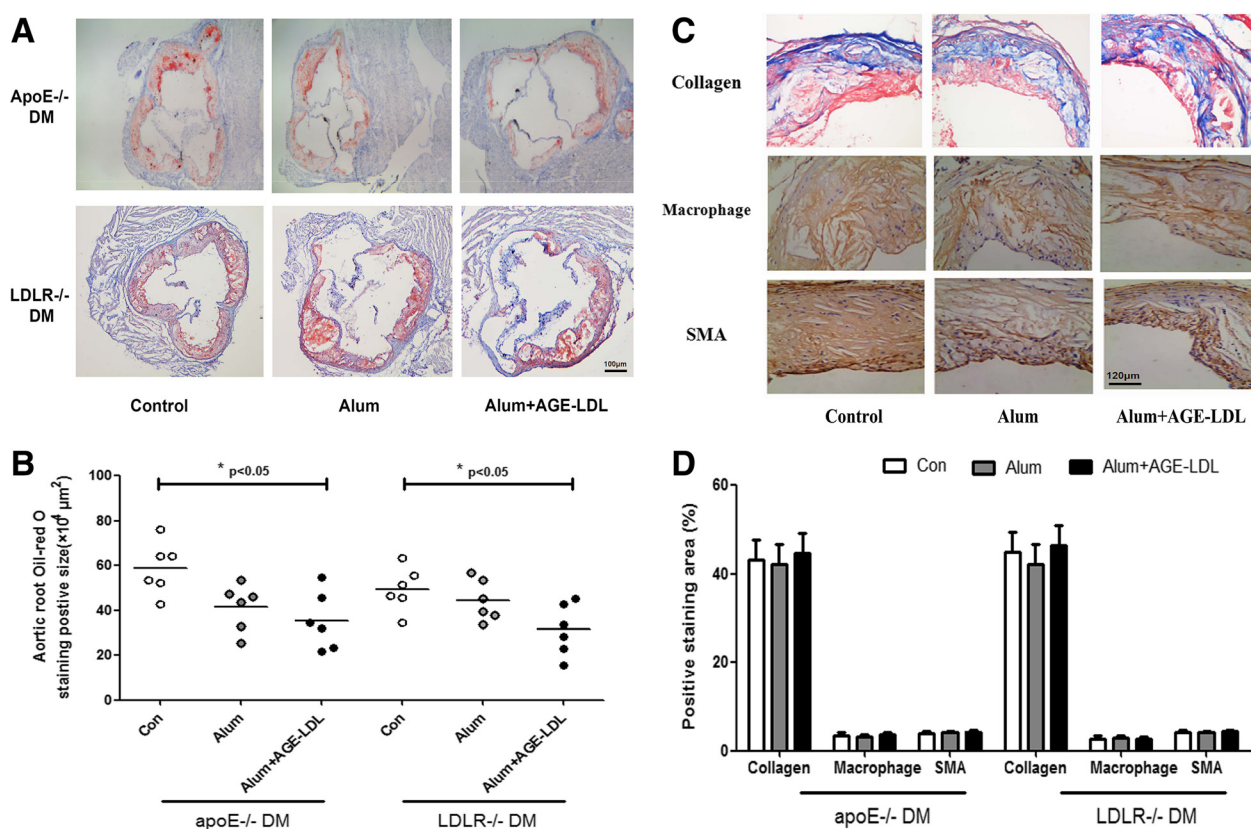 A
ApoE-/-
DM
LDLR-/-
DM
100µm
Control
Alum
Alum+AGE-LDL
B
Aortic root Oil-red O
staining postive size(×10⁴ µm²)
100
80
60
40
20
0
* p<0.05
* p<0.05
Con
Alum
Alum+AGE-LDL
Con
Alum
Alum+AGE-LDL
apoE-/- DM
LDLR-/- DM
C
Collagen
Macrophage
SMA
120µm
Control
Alum
Alum+AGE-LDL
D
Con
Alum
Alum+AGE-LDL
Positive staining area (%)
60
40
20
0
Collagen
Macrophage
SMA
Collagen
Macrophage
SMA
apoE-/- DM
LDLR-/- DM